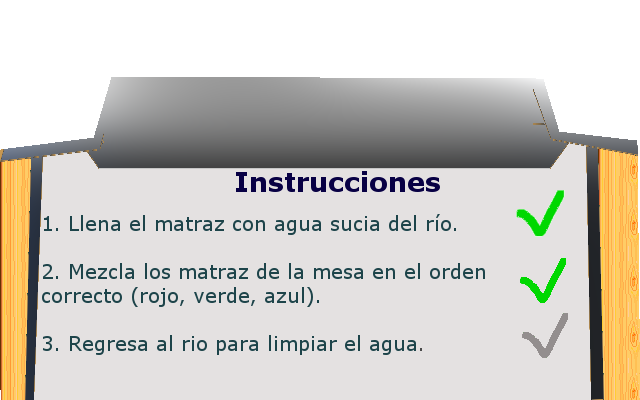 Instrucciones
1. Llena el matraz con agua sucia del río.
2. Mezcla los matraz de la mesa en el orden
correcto (rojo, verde, azul).
3. Regresa al rio para limpiar el agua.